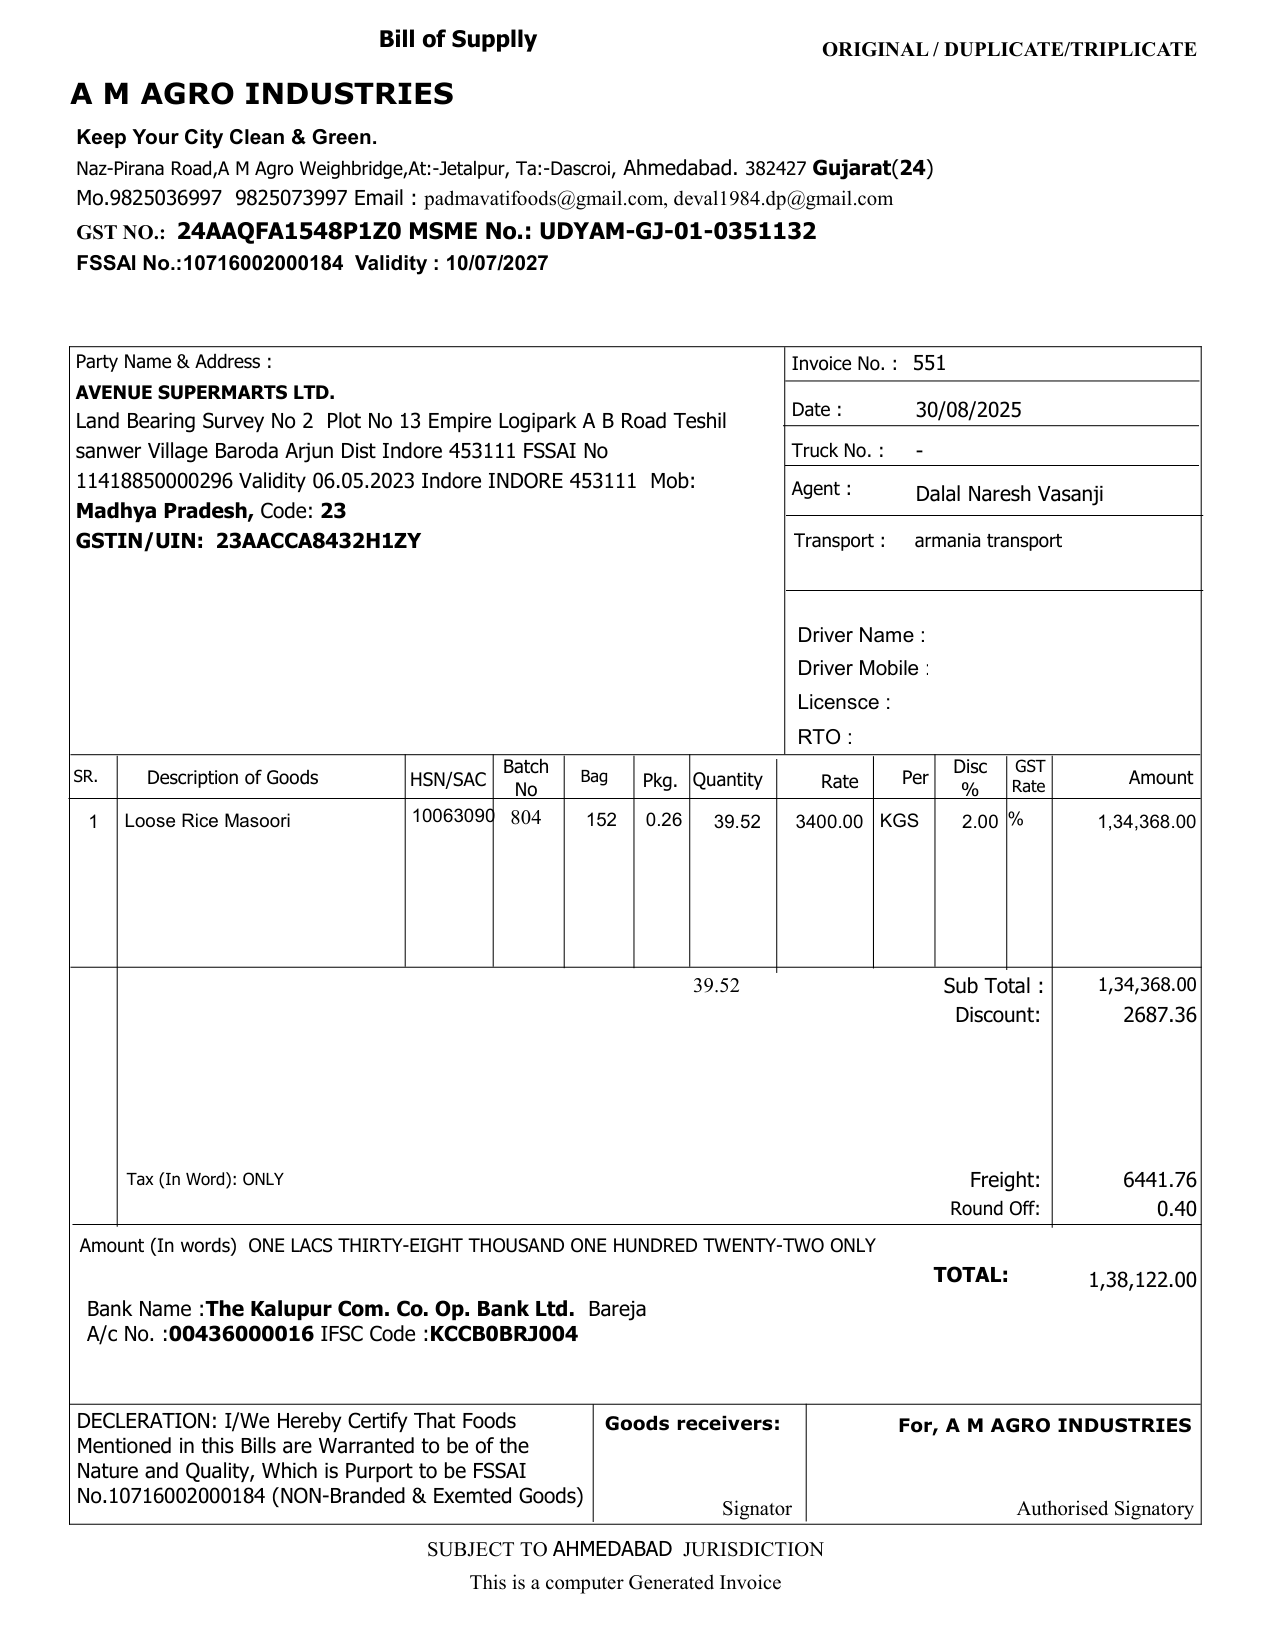 Bill of Supplly
ORIGINAL / DUPLICATE/TRIPLICATE
A M AGRO INDUSTRIES
Keep Your City Clean & Green.
Naz-Pirana Road,A M Agro Weighbridge,At:-Jetalpur, Ta:-Dascroi, Ahmedabad. 382427 Gujarat(24)
Mo.9825036997 9825073997 Email : padmavatifoods@gmail.com, deval1984.dp@gmail.com
GST NO.: 24AAQFA1548P1Z0 MSME No.: UDYAM-GJ-01-0351132
FSSAI No.:10716002000184 Validity : 10/07/2027
Party Name & Address :
AVENUE SUPERMARTS LTD.
Land Bearing Survey No 2 Plot No 13 Empire Logipark A B Road Teshil
sanwer Village Baroda Arjun Dist Indore 453111 FSSAI No
11418850000296 Validity 06.05.2023 Indore INDORE 453111 Mob:
Madhya Pradesh, Code: 23
GSTIN/UIN: 23AACCA8432H1ZY
Invoice No. : 551
Date : 30/08/2025
Truck No. : -
Agent : Dalal Naresh Vasanji
Transport : armania transport
Driver Name :
Driver Mobile :
Licensce :
RTO :
SR. Description of Goods HSN/SAC Batch No Bag Pkg. Quantity Rate Per Disc % GST Rate Amount
1 Loose Rice Masoori 10063090 804 152 0.26 39.52 3400.00 KGS 2.00 % 1,34,368.00
39.52 Sub Total : 1,34,368.00
Discount: 2687.36
Tax (In Word): ONLY Freight: 6441.76
Round Off: 0.40
Amount (In words) ONE LACS THIRTY-EIGHT THOUSAND ONE HUNDRED TWENTY-TWO ONLY
TOTAL: 1,38,122.00
Bank Name :The Kalupur Com. Co. Op. Bank Ltd. Bareja
A/c No. :00436000016 IFSC Code :KCCB0BRJ004
DECLERATION: I/We Hereby Certify That Foods
Mentioned in this Bills are Warranted to be of the
Nature and Quality, Which is Purport to be FSSAI
No.10716002000184 (NON-Branded & Exemted Goods)
Goods receivers:
Signator
For, A M AGRO INDUSTRIES
Authorised Signatory
SUBJECT TO AHMEDABAD JURISDICTION
This is a computer Generated Invoice